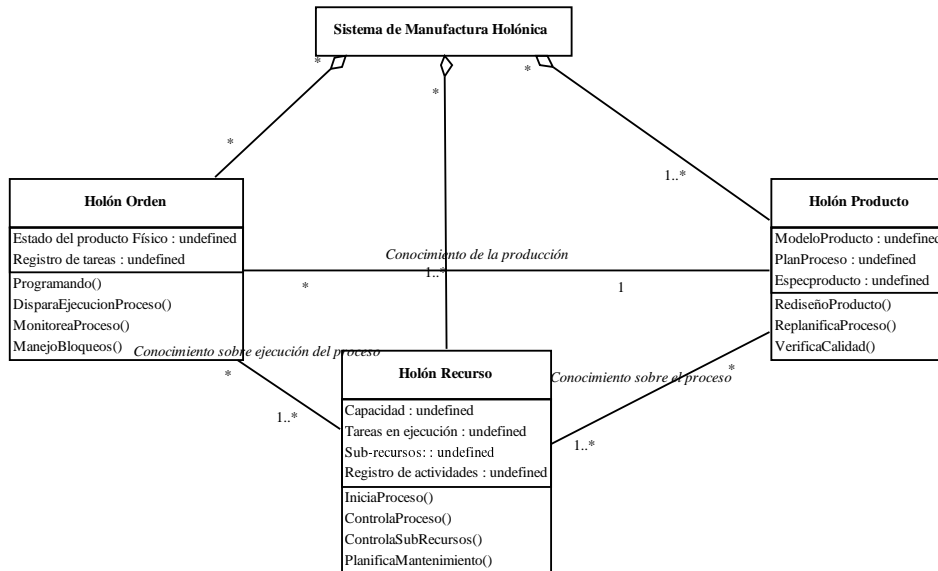 Sistema de Manufactura Holónica
*
*
*
*
1..*
Holón Orden
Estado del producto Físico : undefined
Registro de tareas : undefined
Programando()
DisparaEjecucionProceso()
MonitoreaProceso()
ManejoBloqueos()
Holón Producto
ModeloProducto : undefined
PlanProceso : undefined
Especproducto : undefined
RediseñoProducto()
ReplanificaProceso()
VerificaCalidad()
Conocimiento de la producción
1..*
*
1
Conocimiento sobre ejecución del proceso
*
1..*
Conocimiento sobre el proceso
*
1..*
Holón Recurso
Capacidad : undefined
Tareas en ejecución : undefined
Sub-recursos: : undefined
Registro de actividades : undefined
IniciaProceso()
ControlaProceso()
ControlaSubRecursos()
PlanificaMantenimiento()